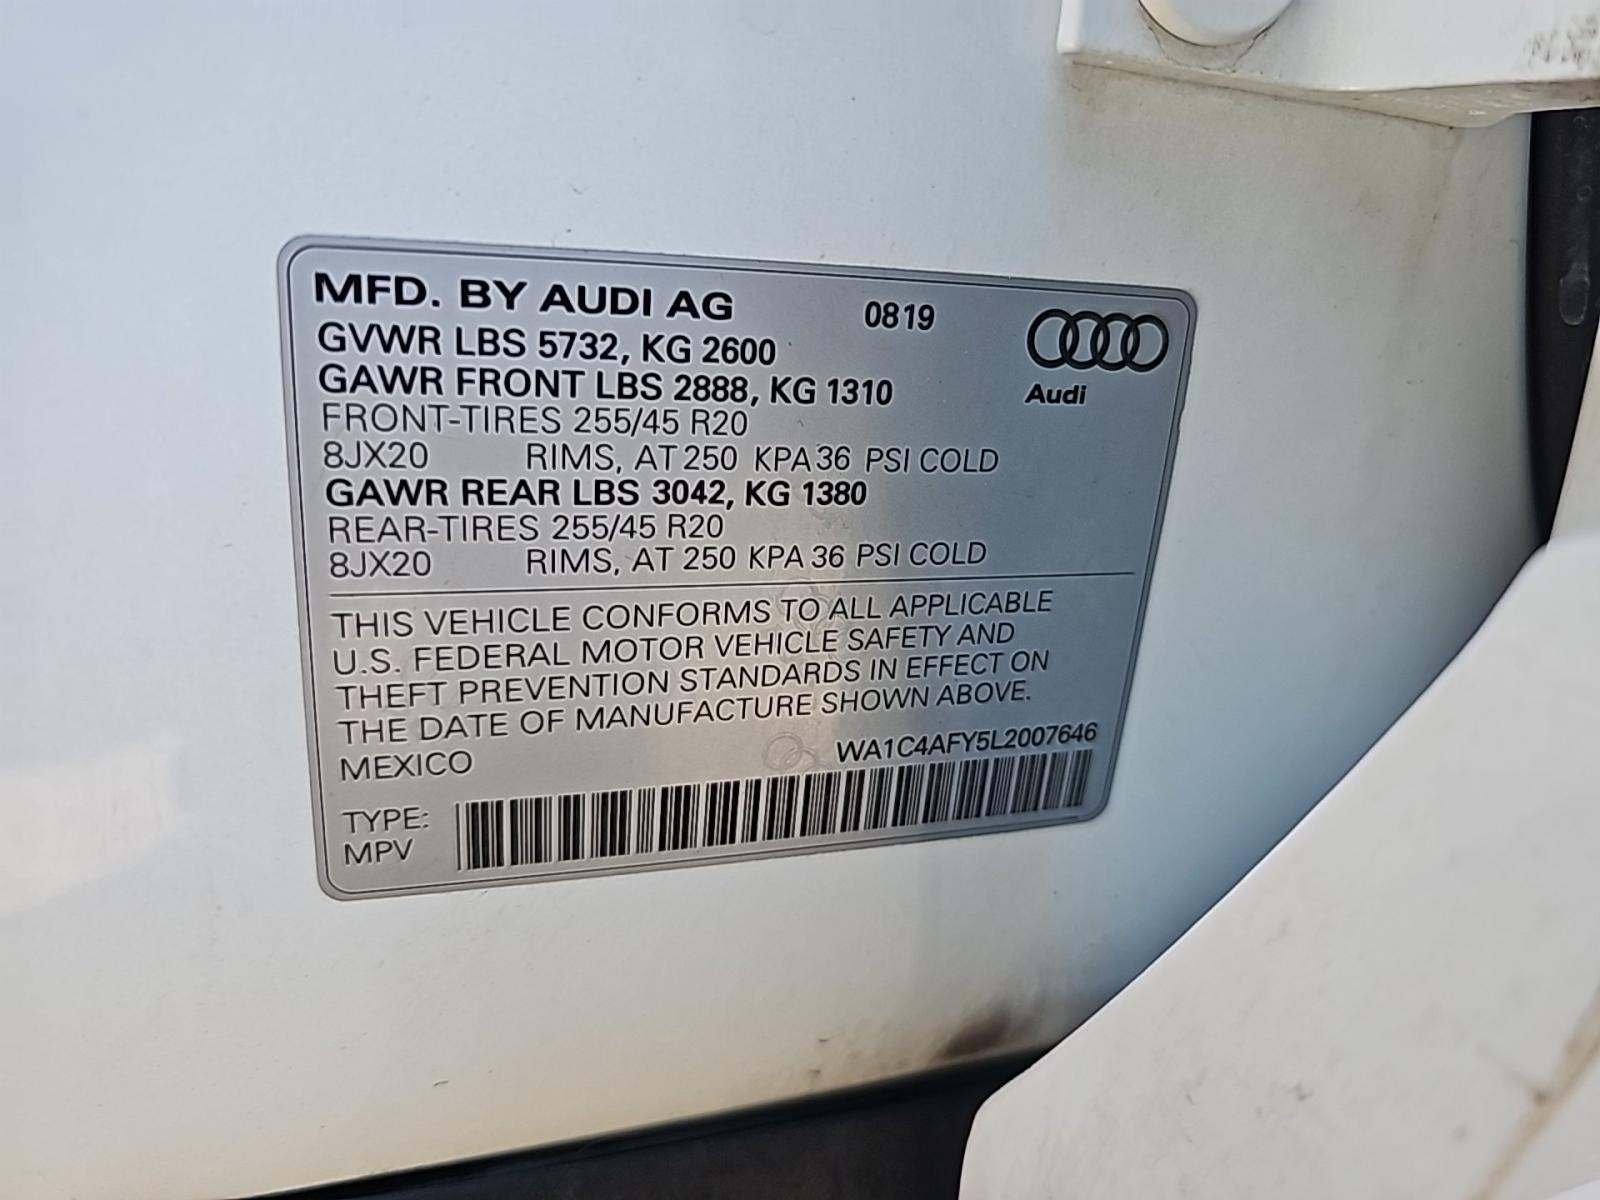 MFD. BY AUDI AG 0819
GVWR LBS 5732, KG 2600
GAWR FRONT LBS 2888, KG 1310
Audi
FRONT-TIRES 255/45 R20
8JX20 RIMS, AT 250 KPA 36 PSI COLD
GAWR REAR LBS 3042, KG 1380
REAR-TIRES 255/45 R20
8JX20 RIMS, AT 250 KPA 36 PSI COLD
THIS VEHICLE CONFORMS TO ALL APPLICABLE
U.S. FEDERAL MOTOR VEHICLE SAFETY AND
THEFT PREVENTION STANDARDS IN EFFECT ON
THE DATE OF MANUFACTURE SHOWN ABOVE.
MEXICO WA1C4AFY5L2007646
TYPE:
MPV